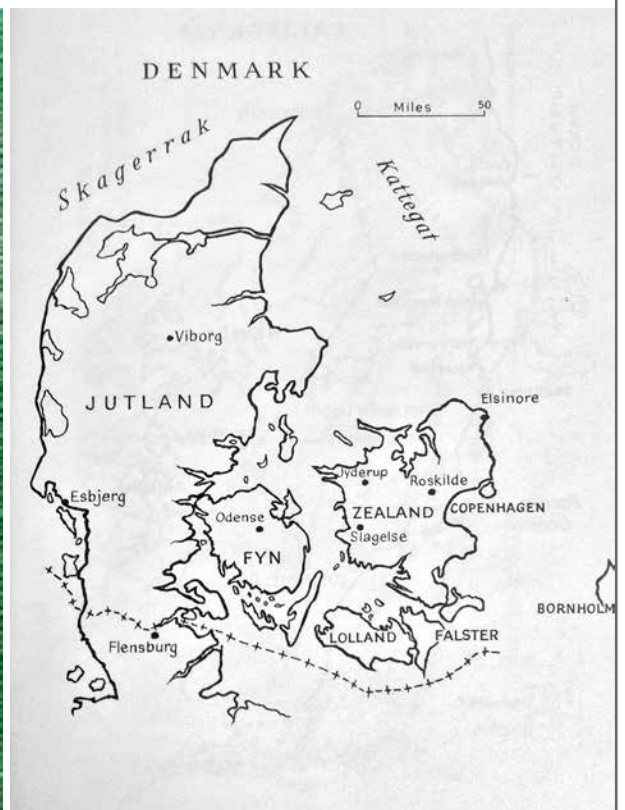 DENMARK
0 Miles 50
Skagerrak
Kattegat
Viborg
JUTLAND
Elsinore
Jyderup
Roskilde
Esbjerg
ZEALAND
COPENHAGEN
Odense
Slagelse
FYN
BORNHOLM
LOLLAND
FALSTER
Flensburg